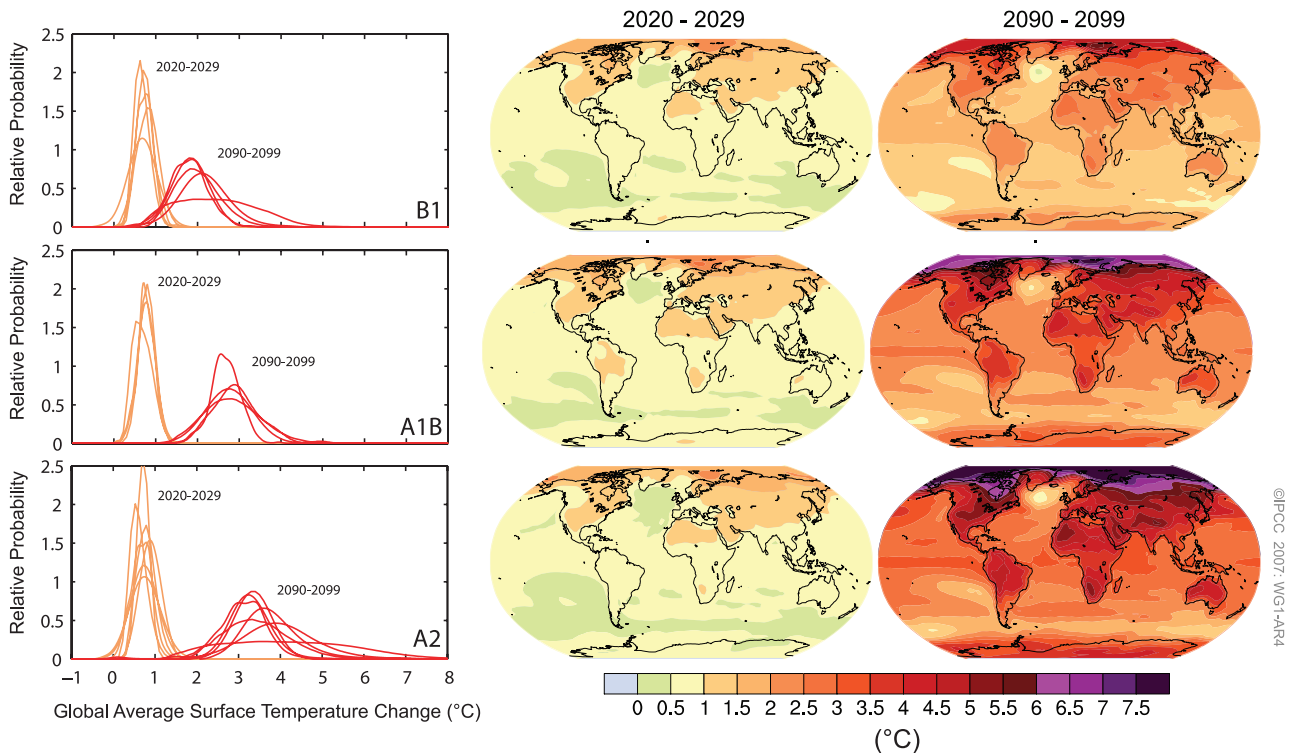 2020 - 2029
2090 - 2099
Relative Probability
2.5
2
1.5
1
0.5
0
2020-2029
2090-2099
B1
Relative Probability
2.5
2
1.5
1
0.5
0
2020-2029
2090-2099
A1B
Relative Probability
2.5
2
1.5
1
0.5
0
2020-2029
2090-2099
A2
−1 0 1 2 3 4 5 6 7 8
Global Average Surface Temperature Change (°C)
0 0.5 1 1.5 2 2.5 3 3.5 4 4.5 5 5.5 6 6.5 7 7.5
(°C)
©IPCC 2007: WG1-AR4